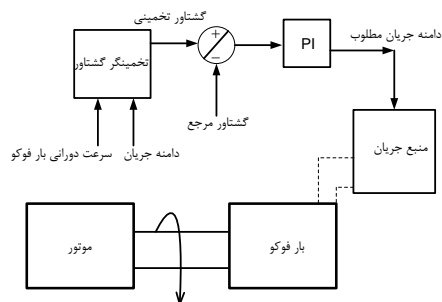 گشتاور تخمینی
تخمینگر گشتاور
+
−
PI
دامنه جریان مطلوب
گشتاور مرجع
سرعت دورانی بار فوکو
دامنه جریان
منبع جریان
موتور
بار فوکو